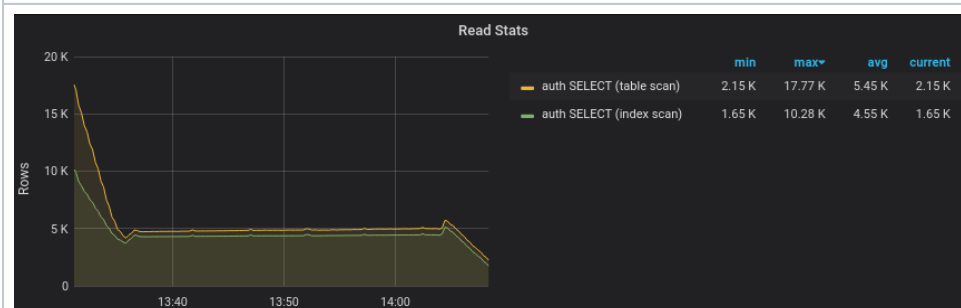 Read Stats
20 K
15 K
10 K
5 K
0
Rows
13:40 13:50 14:00
min max avg current
auth SELECT (table scan) 2.15 K 17.77 K 5.45 K 2.15 K
auth SELECT (index scan) 1.65 K 10.28 K 4.55 K 1.65 K